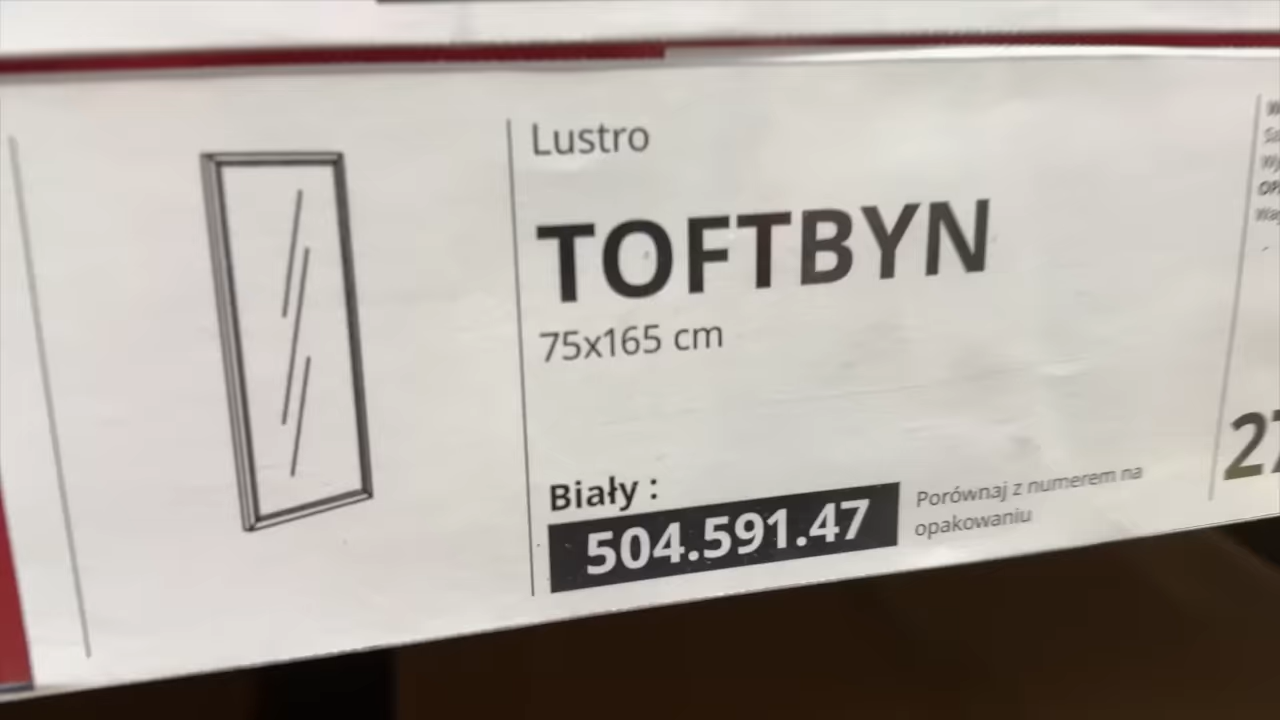 Lustro
TOFTBYN
75x165 cm
Biały :
504.591.47
Porównaj z numerem na
opakowaniu